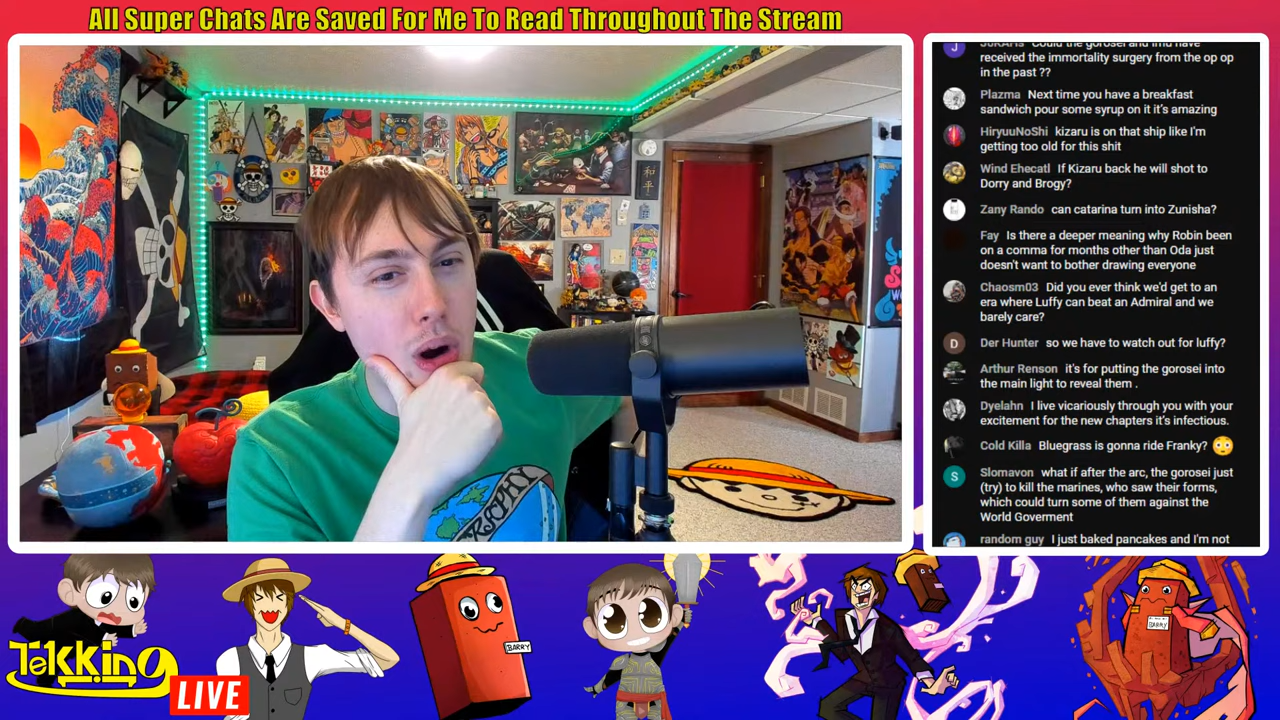 All Super Chats Are Saved For Me To Read Throughout The Stream
Could the gorosei and Imu have
received the immortality surgery from the op op
in the past ??
Plazma Next time you have a breakfast
sandwich pour some syrup on it it's amazing
HiryuuNoShi kizaru is on that ship like I'm
getting too old for this shit
Wind Ehecatl If Kizaru back he will shot to
Dorry and Brogy?
Zany Rando can catarina turn into Zunisha?
Fay Is there a deeper meaning why Robin been
on a comma for months other than Oda just
doesn't want to bother drawing everyone
Chaosm03 Did you ever think we'd get to an
era where Luffy can beat an Admiral and we
barely care?
D
Der Hunter so we have to watch out for luffy?
Arthur Renson it's for putting the gorosei into
the main light to reveal them .
Dyelahn I live vicariously through you with your
excitement for the new chapters it's infectious.
Cold Killa Bluegrass is gonna ride Franky? 😳
S
Slomavon what if after the arc, the gorosei just
(try) to kill the marines, who saw their forms,
which could turn some of them against the
World Goverment
random guy I just baked pancakes and I'm not
J
和平
TEKKING
LIVE
BARRY
BARRY